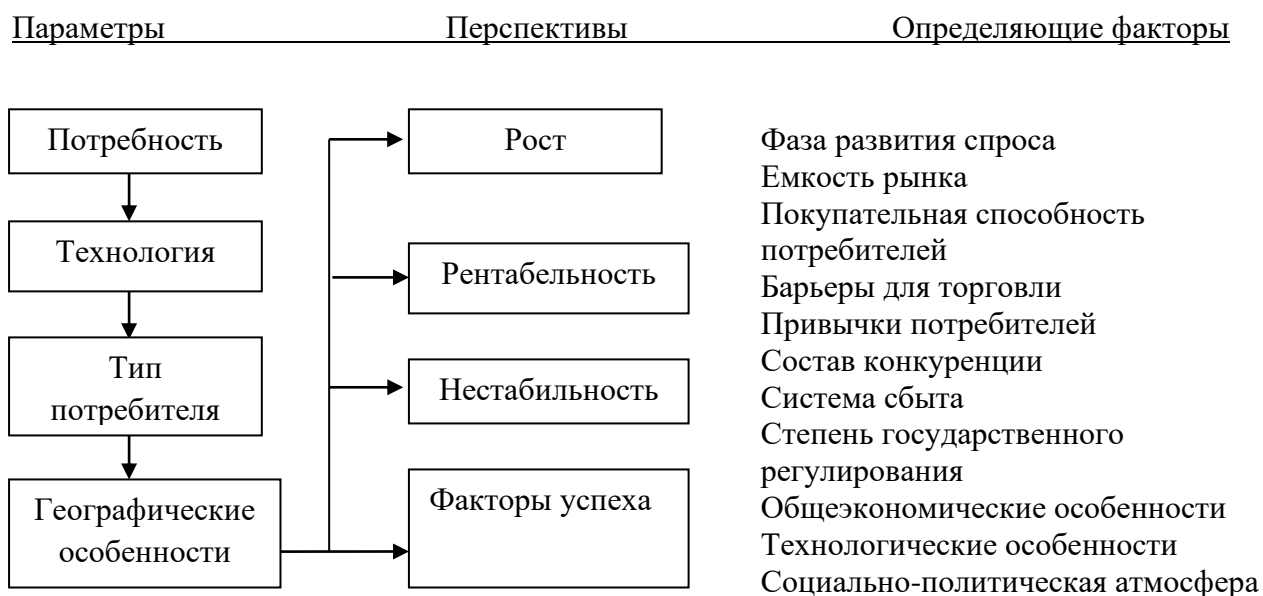 Параметры Перспективы Определяющие факторы
Потребность
Технология
Тип
потребителя
Географические
особенности
Рост
Рентабельность
Нестабильность
Факторы успеха
Фаза развития спроса
Емкость рынка
Покупательная способность
потребителей
Барьеры для торговли
Привычки потребителей
Состав конкуренции
Система сбыта
Степень государственного
регулирования
Общеэкономические особенности
Технологические особенности
Социально-политическая атмосфера